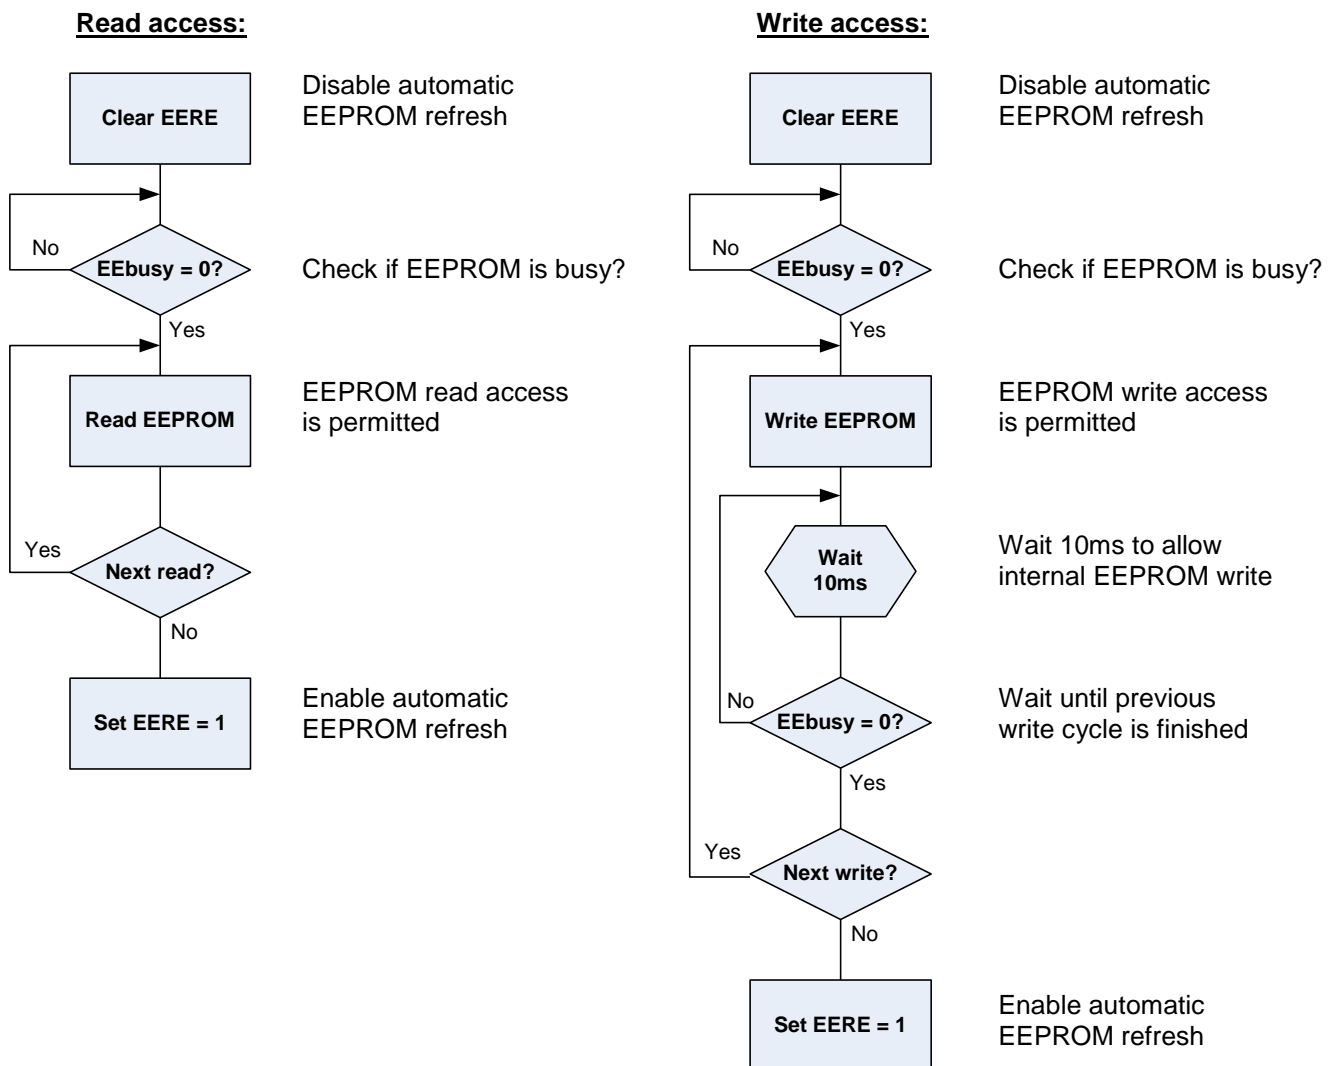 Read access:
Clear EERE
Disable automatic
EEPROM refresh
No
EEbusy = 0?
Check if EEPROM is busy?
Yes
Read EEPROM
EEPROM read access
is permitted
Yes
Next read?
No
Set EERE = 1
Enable automatic
EEPROM refresh
Write access:
Clear EERE
Disable automatic
EEPROM refresh
No
EEbusy = 0?
Check if EEPROM is busy?
Yes
Write EEPROM
EEPROM write access
is permitted
Wait
10ms
Wait 10ms to allow
internal EEPROM write
No
EEbusy = 0?
Wait until previous
write cycle is finished
Yes
Yes
Next write?
No
Set EERE = 1
Enable automatic
EEPROM refresh